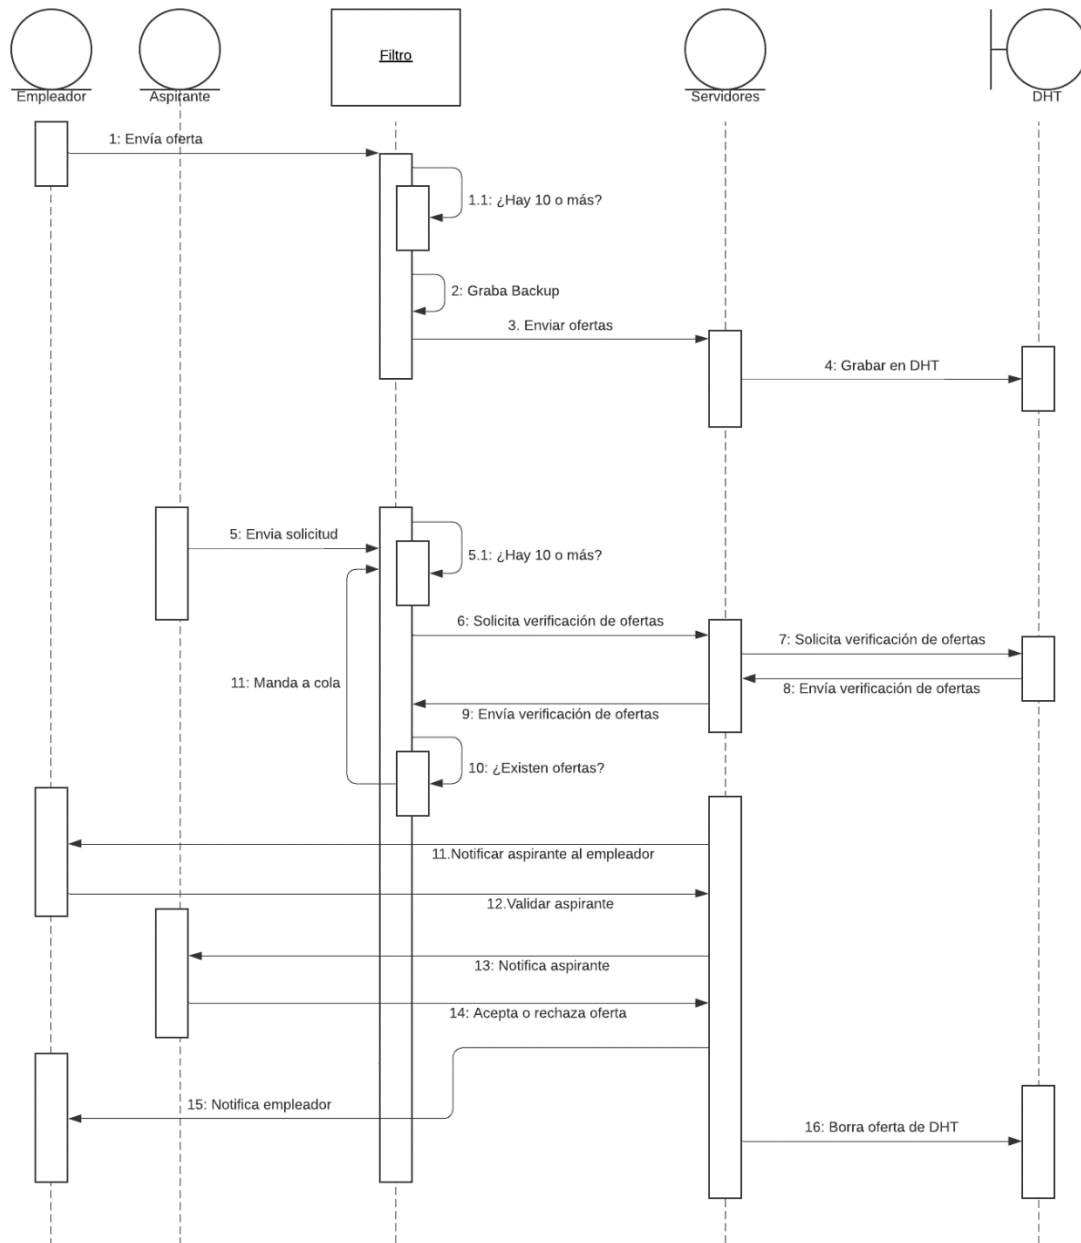 Empleador
Aspirante
Filtro
Servidores
DHT
1: Envía oferta
1.1: ¿Hay 10 o más?
2: Graba Backup
3. Enviar ofertas
4: Grabar en DHT
5: Envia solicitud
5.1: ¿Hay 10 o más?
6: Solicita verificación de ofertas
7: Solicita verificación de ofertas
11: Manda a cola
8: Envía verificación de ofertas
9: Envía verificación de ofertas
10: ¿Existen ofertas?
11.Notificar aspirante al empleador
12.Validar aspirante
13: Notifica aspirante
14: Acepta o rechaza oferta
15: Notifica empleador
16: Borra oferta de DHT